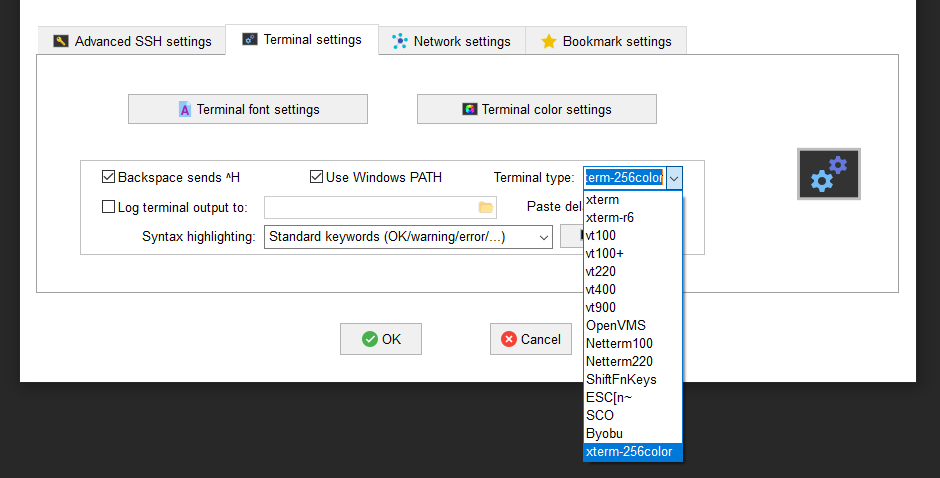 Advanced SSH settings
Terminal settings
Network settings
Bookmark settings
A Terminal font settings
Terminal color settings
Backspace sends ^H
Use Windows PATH
Terminal type:
term-256color
Log terminal output to:
Paste del
Syntax highlighting:
Standard keywords (OK/warning/error/...)
xterm
xterm-r6
vt100
vt100+
vt220
vt400
vt900
OpenVMS
Netterm100
Netterm220
ShiftFnKeys
ESC[n~
SCO
Byobu
xterm-256color
OK
Cancel